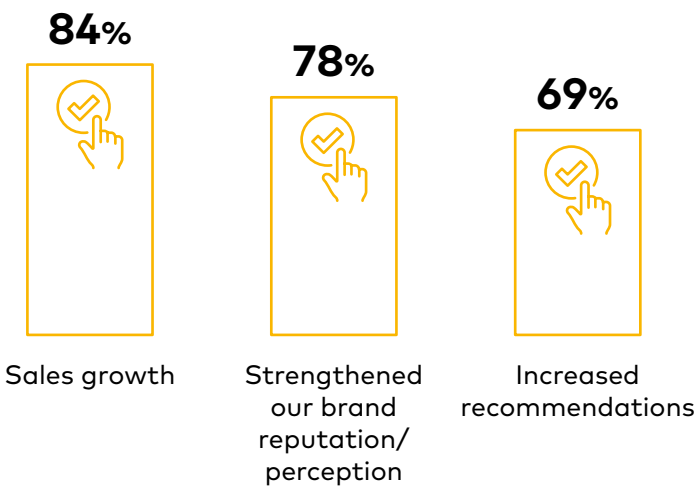 84%
Sales growth
78%
Strengthened
our brand
reputation/
perception
69%
Increased
recommendations